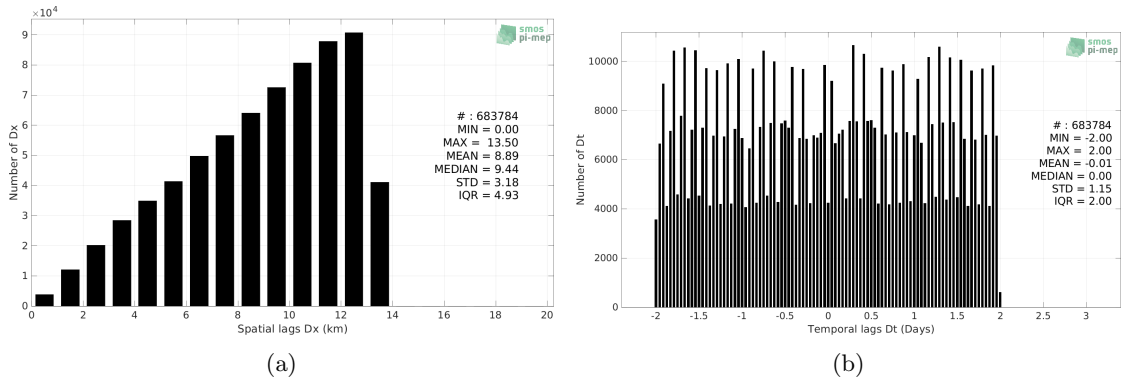 ×10⁴
9
8
7
6
5
4
3
2
1
0
Number of Dx
0 2 4 6 8 10 12 14 16 18 20
Spatial lags Dx (km)
smos
pi-mep
# : 683784
MIN = 0.00
MAX = 13.50
MEAN = 8.89
MEDIAN = 9.44
STD = 3.18
IQR = 4.93
(a)
10000
8000
6000
4000
2000
0
Number of Dt
-2 -1.5 -1 -0.5 0 0.5 1 1.5 2 2.5 3
Temporal lags Dt (Days)
smos
pi-mep
# : 683784
MIN = -2.00
MAX = 2.00
MEAN = -0.01
MEDIAN = 0.00
STD = 1.15
IQR = 2.00
(b)